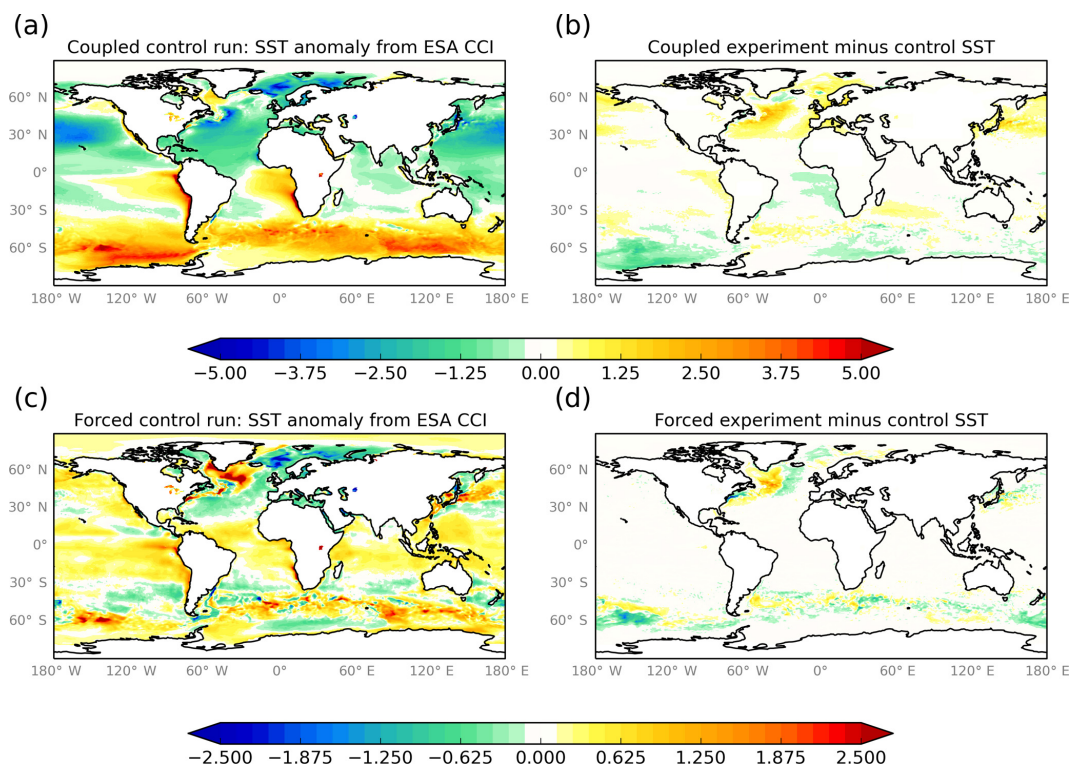 (a)
(b)
Coupled control run: SST anomaly from ESA CCI
Coupled experiment minus control SST
60° N
30° N
0°
30° S
60° S
180° W 120° W 60° W 0° 60° E 120° E 180° E
60° N
30° N
0°
30° S
60° S
180° W 120° W 60° W 0° 60° E 120° E 180° E
−5.00 −3.75 −2.50 −1.25 0.00 1.25 2.50 3.75 5.00
(c)
(d)
Forced control run: SST anomaly from ESA CCI
Forced experiment minus control SST
60° N
30° N
0°
30° S
60° S
180° W 120° W 60° W 0° 60° E 120° E 180° E
60° N
30° N
0°
30° S
60° S
180° W 120° W 60° W 0° 60° E 120° E 180° E
−2.500 −1.875 −1.250 −0.625 0.000 0.625 1.250 1.875 2.500